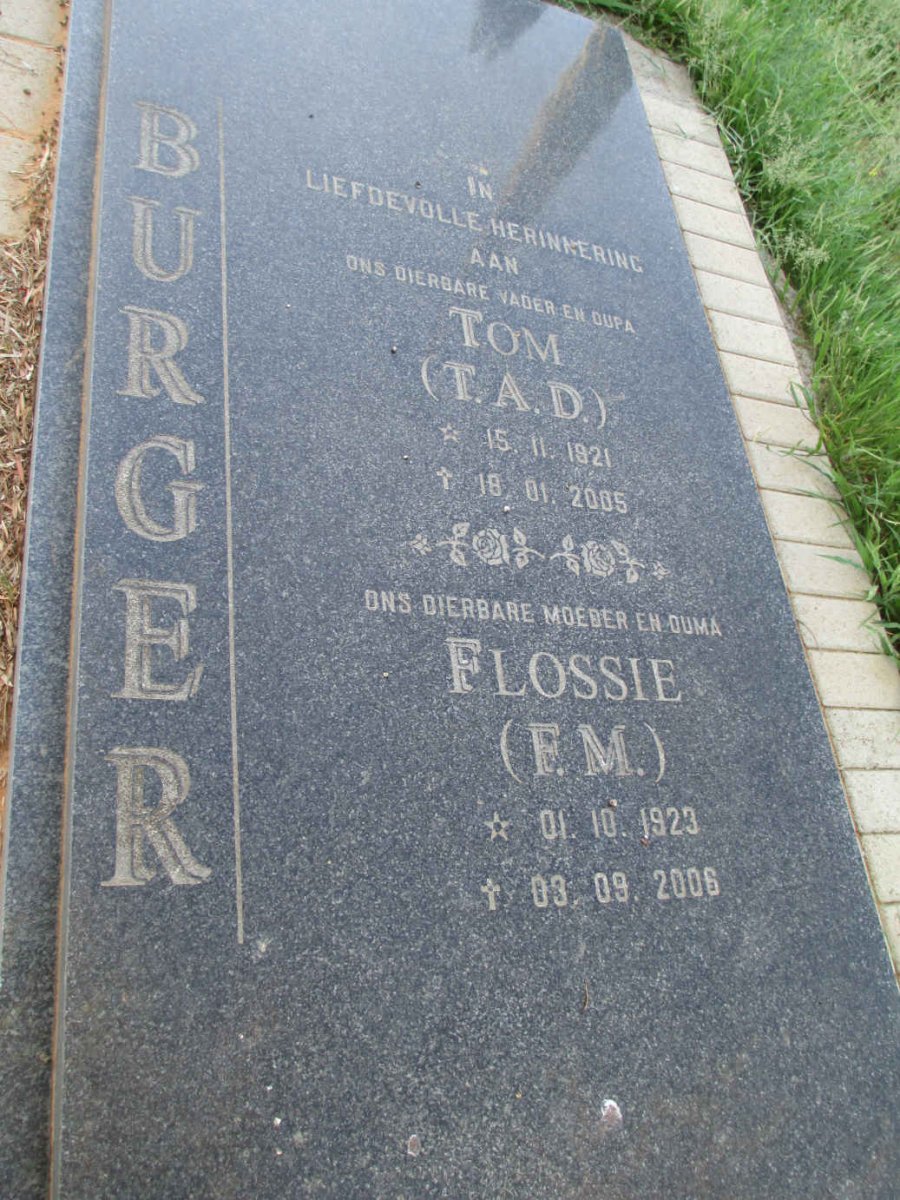 BURGER
IN
LIEFDEVOLLE HERINNERING
AAN
ONS DIERBARE VADER EN OUPA
TOM
(T. A. D.)
15. 11. 1921
18. 01. 2005
ONS DIERBARE MOEDER EN OUMA
FLOSSIE
(F. M.)
01. 10. 1923
03. 09. 2006